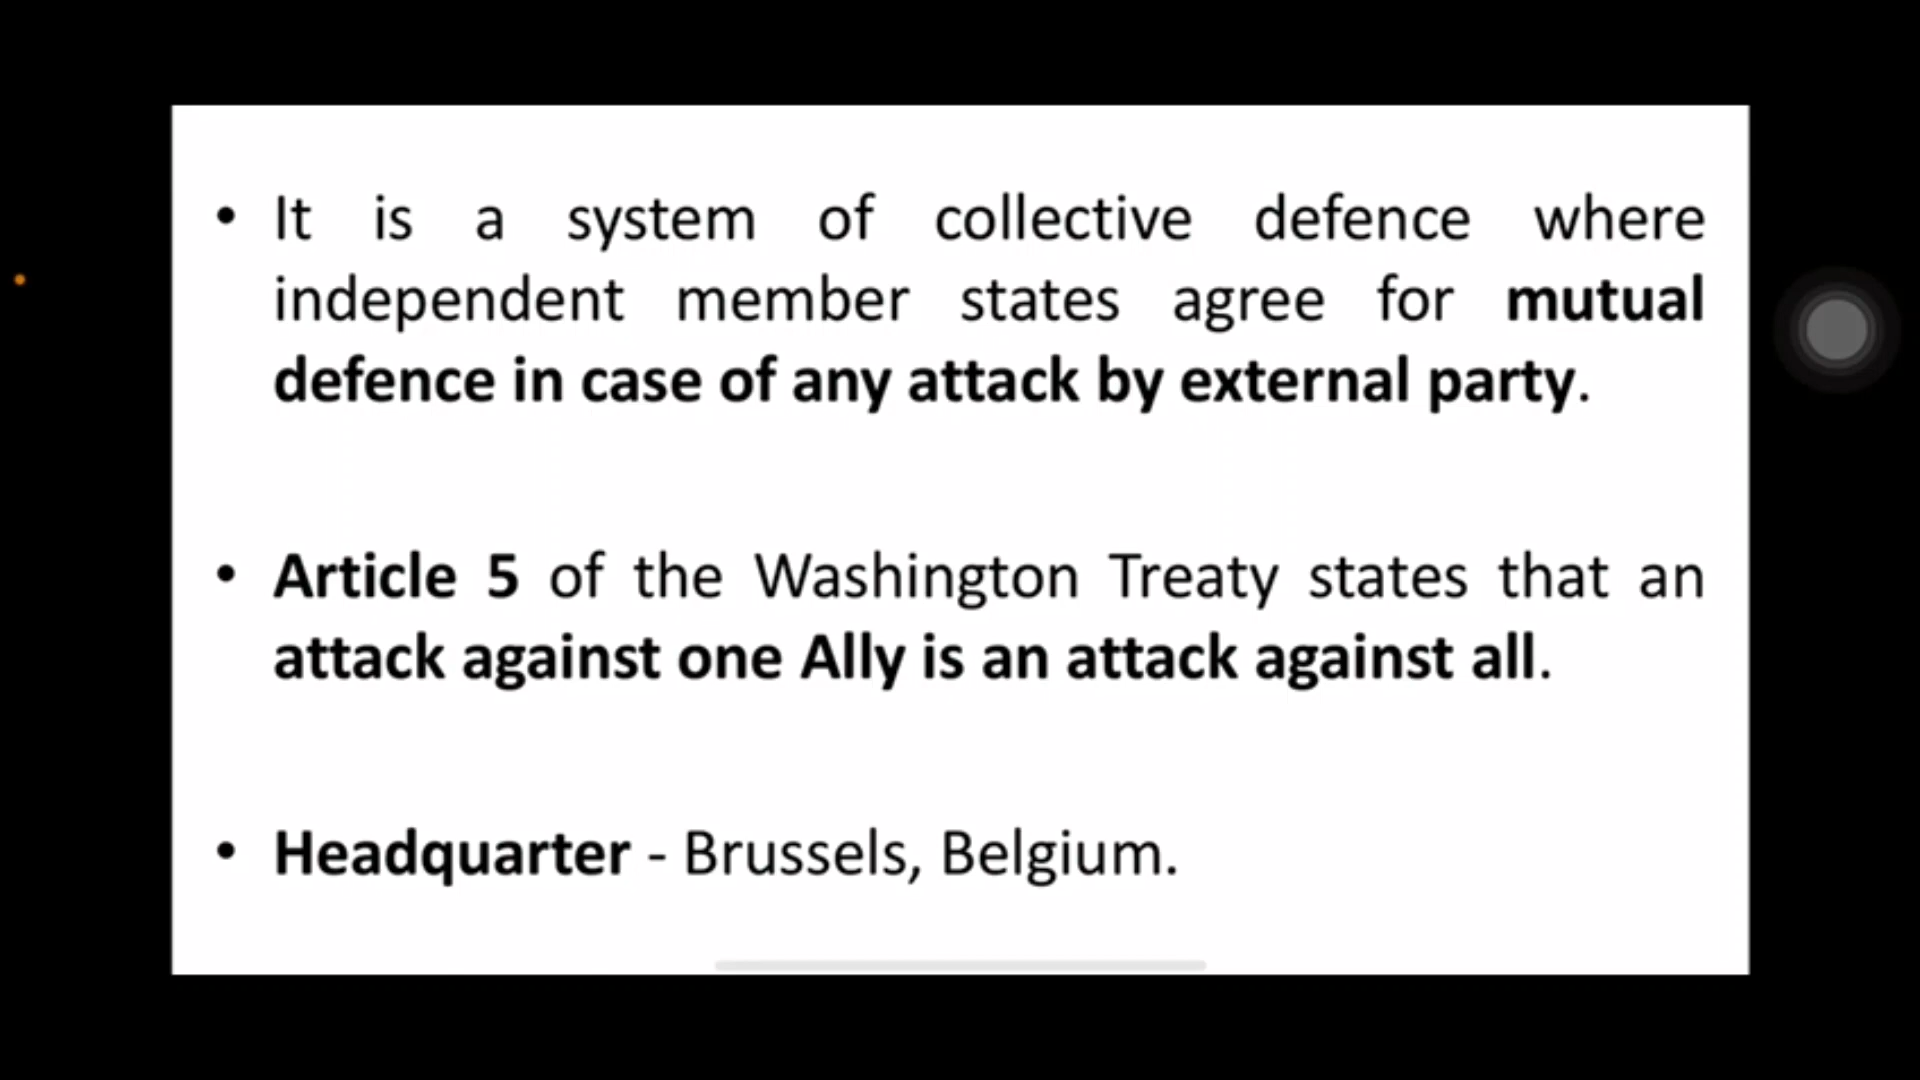 • It is a system of collective defence where
independent member states agree for mutual
defence in case of any attack by external party.
• Article 5 of the Washington Treaty states that an
attack against one Ally is an attack against all.
• Headquarter - Brussels, Belgium.